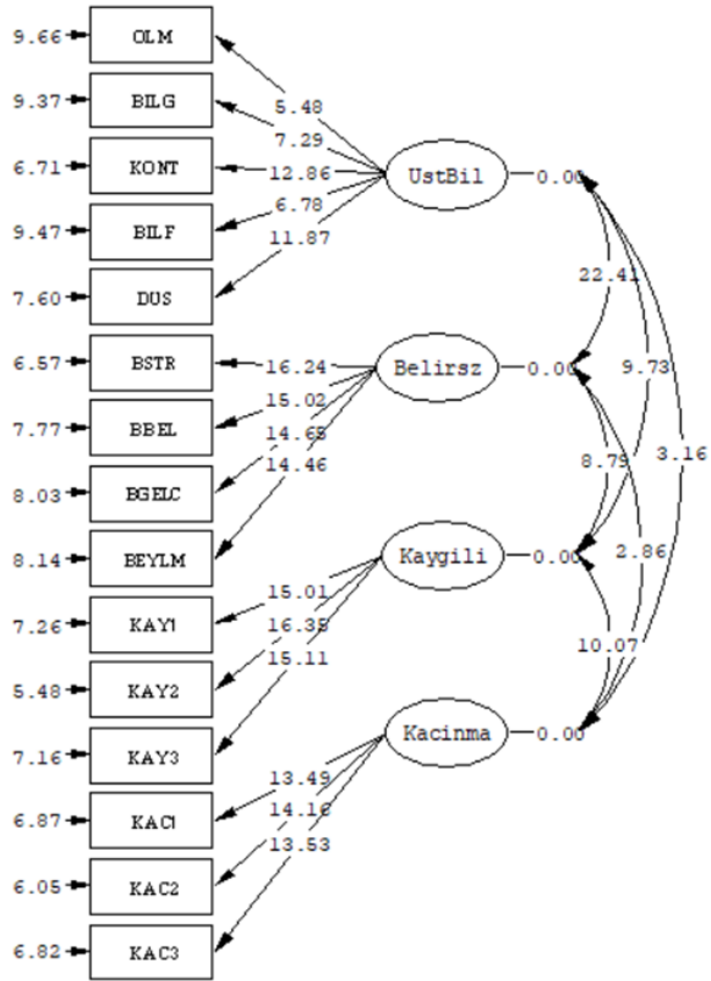 9.66 OLM
5.48
9.37 BILG
7.29
6.71 KONT 12.86 UstBil 0.00
6.78
9.47 BILF
11.87
7.60 DUS
22.41
6.57 BSTR 16.24 Belirsz 0.00 9.73
15.02
7.77 BBEL
14.65
3.16
8.79
14.46
8.03 BGELC
8.14 BEYLM Kaygili 0.00 2.86
15.01
7.26 KAY1
16.35
10.07
15.11
5.48 KAY2
Kacinma 0.00
7.16 KAY3
13.49
14.16
6.87 KAC1
13.53
6.05 KAC2
6.82 KAC3